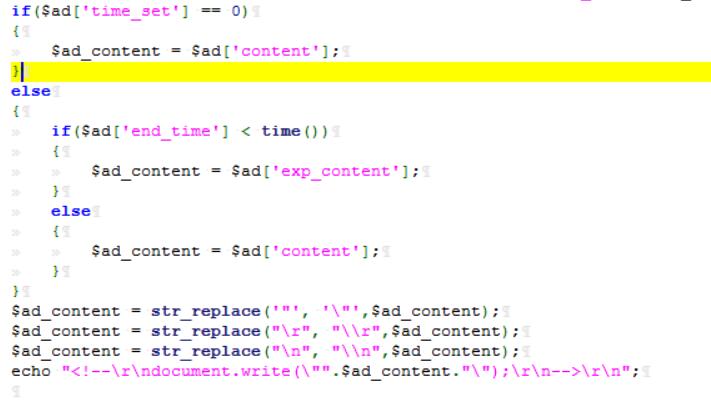 if($ad['time_set'] == 0)
{
    $ad_content = $ad['content'];
}
else
{
    if($ad['end_time'] < time())
    {
        $ad_content = $ad['exp_content'];
    }
    else
    {
        $ad_content = $ad['content'];
    }
}
$ad_content = str_replace('"', '\"',$ad_content);
$ad_content = str_replace("\r", "\\r",$ad_content);
$ad_content = str_replace("\n", "\\n",$ad_content);
echo "<!--\r\ndocument.write(\"".$ad_content."\");\r\n-->\r\n";